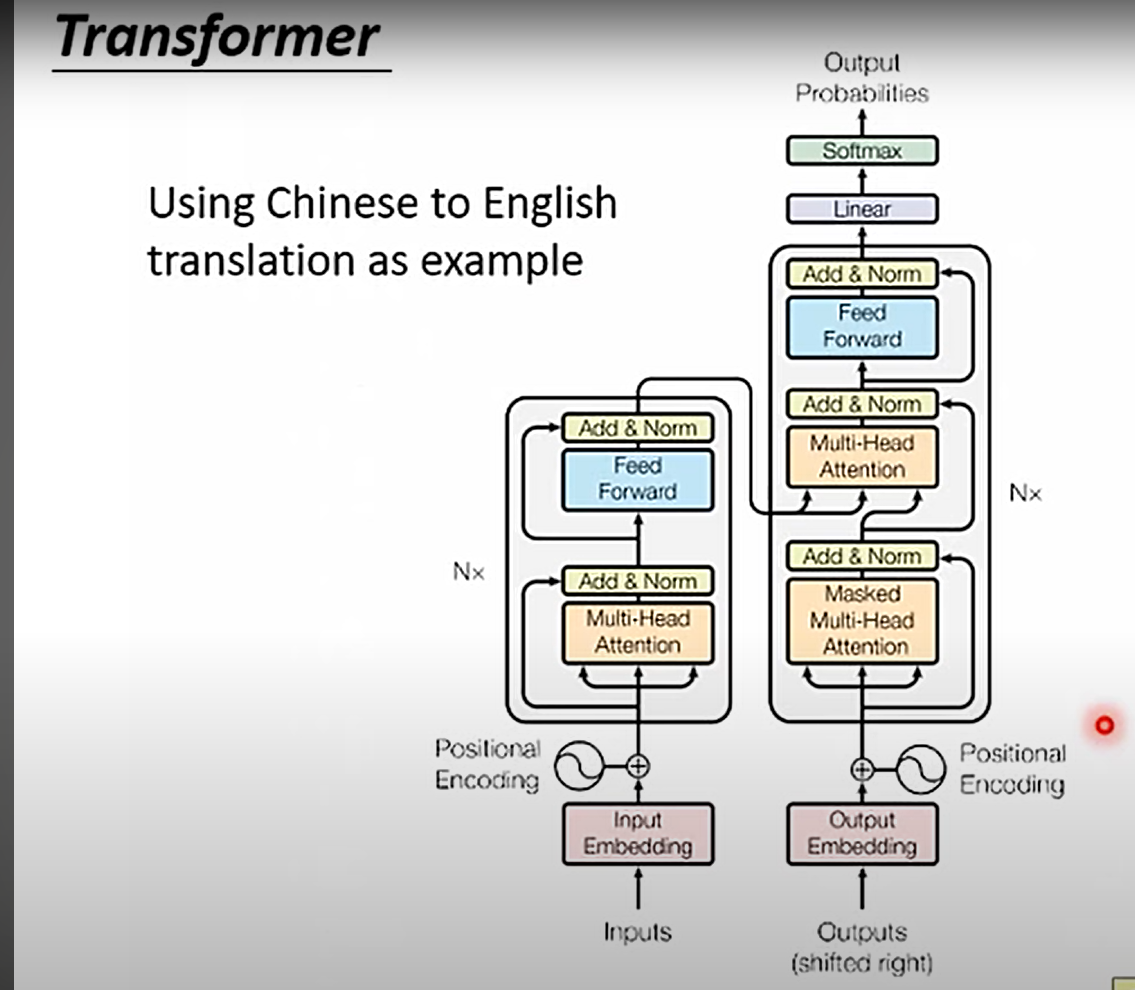 Transformer
Using Chinese to English
translation as example
Output
Probabilities
Softmax
Linear
Add & Norm
Feed
Forward
Add & Norm
Multi-Head
Attention
Nx
Add & Norm
Masked
Multi-Head
Attention
Add & Norm
Feed
Forward
Nx
Add & Norm
Multi-Head
Attention
Positional
Encoding
Positional
Encoding
Input
Embedding
Output
Embedding
Inputs
Outputs
(shifted right)